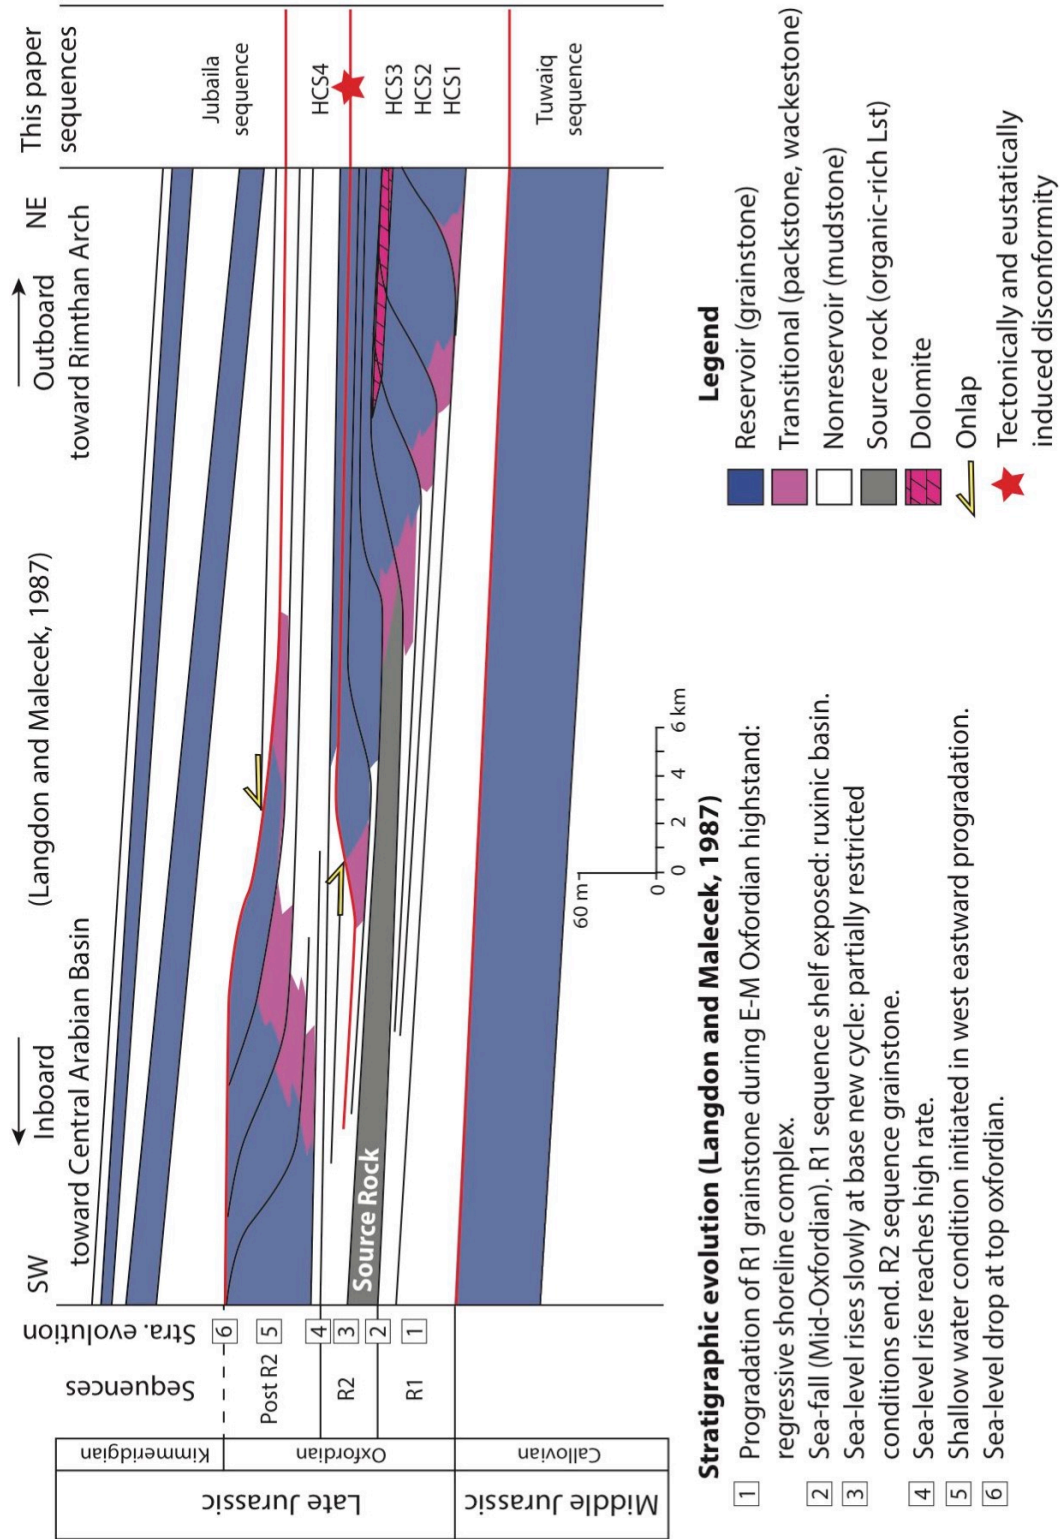 (Langdon and Malecek, 1987)
This paper
sequences
SW
Inboard
toward Central Arabian Basin
Outboard
NE
toward Rimthan Arch
Sequences
Stra. evolution
Late Jurassic
Middle Jurassic
Kimmeridgian
Oxfordian
Callovian
Post R2
R2
R1
6
5
4
3
2
1
Source Rock
Jubaila
sequence
HCS4
HCS3
HCS2
HCS1
Tuwaiq
sequence
60 m
0
0 2 4 6 km
Stratigraphic evolution (Langdon and Malecek, 1987)
1 Progradation of R1 grainstone during E-M Oxfordian highstand:
regressive shoreline complex.
2 Sea-fall (Mid-Oxfordian). R1 sequence shelf exposed: ruxinic basin.
3 Sea-level rises slowly at base new cycle: partially restricted
conditions end. R2 sequence grainstone.
4 Sea-level rise reaches high rate.
5 Shallow water condition initiated in west eastward progradation.
6 Sea-level drop at top oxfordian.
Legend
Reservoir (grainstone)
Transitional (packstone, wackestone)
Nonreservoir (mudstone)
Source rock (organic-rich Lst)
Dolomite
Onlap
Tectonically and eustatically
induced disconformity